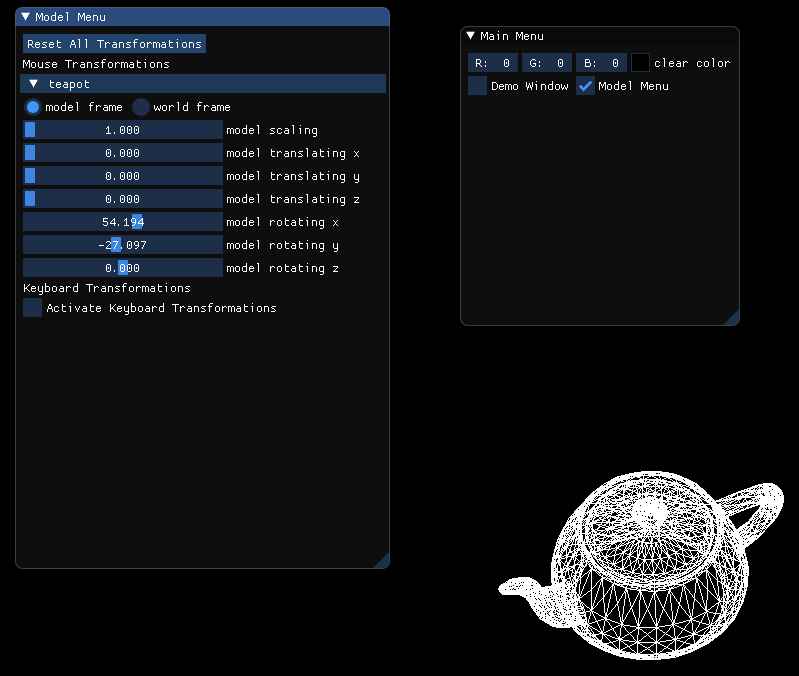 Model Menu
Reset All Transformations
Mouse Transformations
teapot
model frame world frame
1.000 model scaling
0.000 model translating x
0.000 model translating y
0.000 model translating z
54.194 model rotating x
-27.097 model rotating y
0.000 model rotating z
Keyboard Transformations
Activate Keyboard Transformations
Main Menu
R: 0 G: 0 B: 0 clear color
Demo Window Model Menu